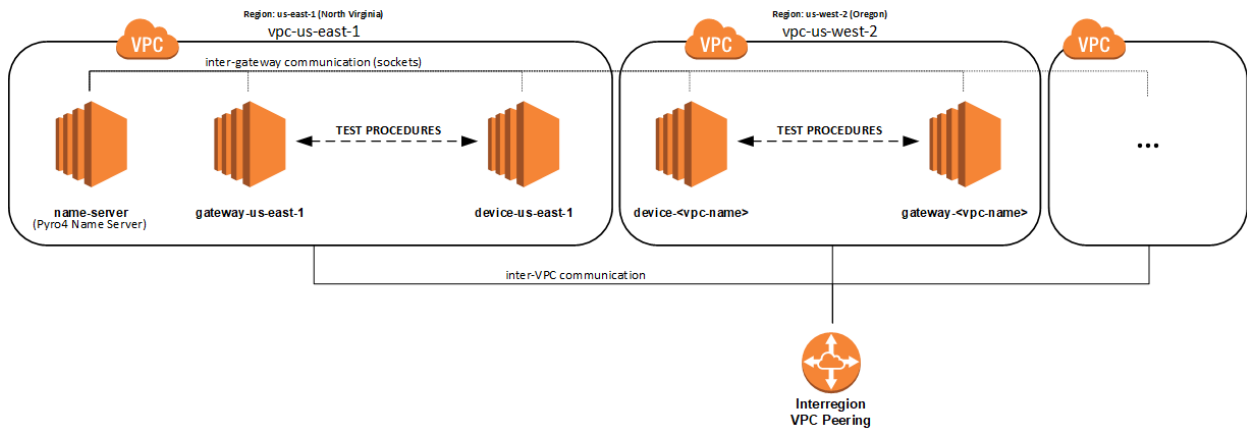 Region: us-east-1 (North Virginia)
vpc-us-east-1
Region: us-west-2 (Oregon)
vpc-us-west-2
VPC
VPC
VPC
inter-gateway communication (sockets)
TEST PROCEDURES
TEST PROCEDURES
...
name-server
(Pyro4 Name Server)
gateway-us-east-1
device-us-east-1
device-<vpc-name>
gateway-<vpc-name>
inter-VPC communication
Interregion
VPC Peering